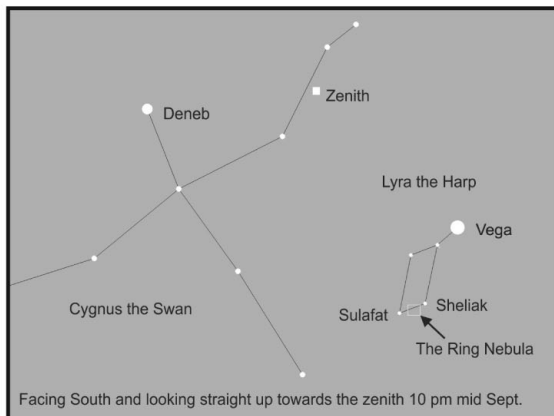 Zenith
Deneb
Lyra the Harp
Vega
Cygnus the Swan
Sulafat
Sheliak
The Ring Nebula
Facing South and looking straight up towards the zenith 10 pm mid Sept.